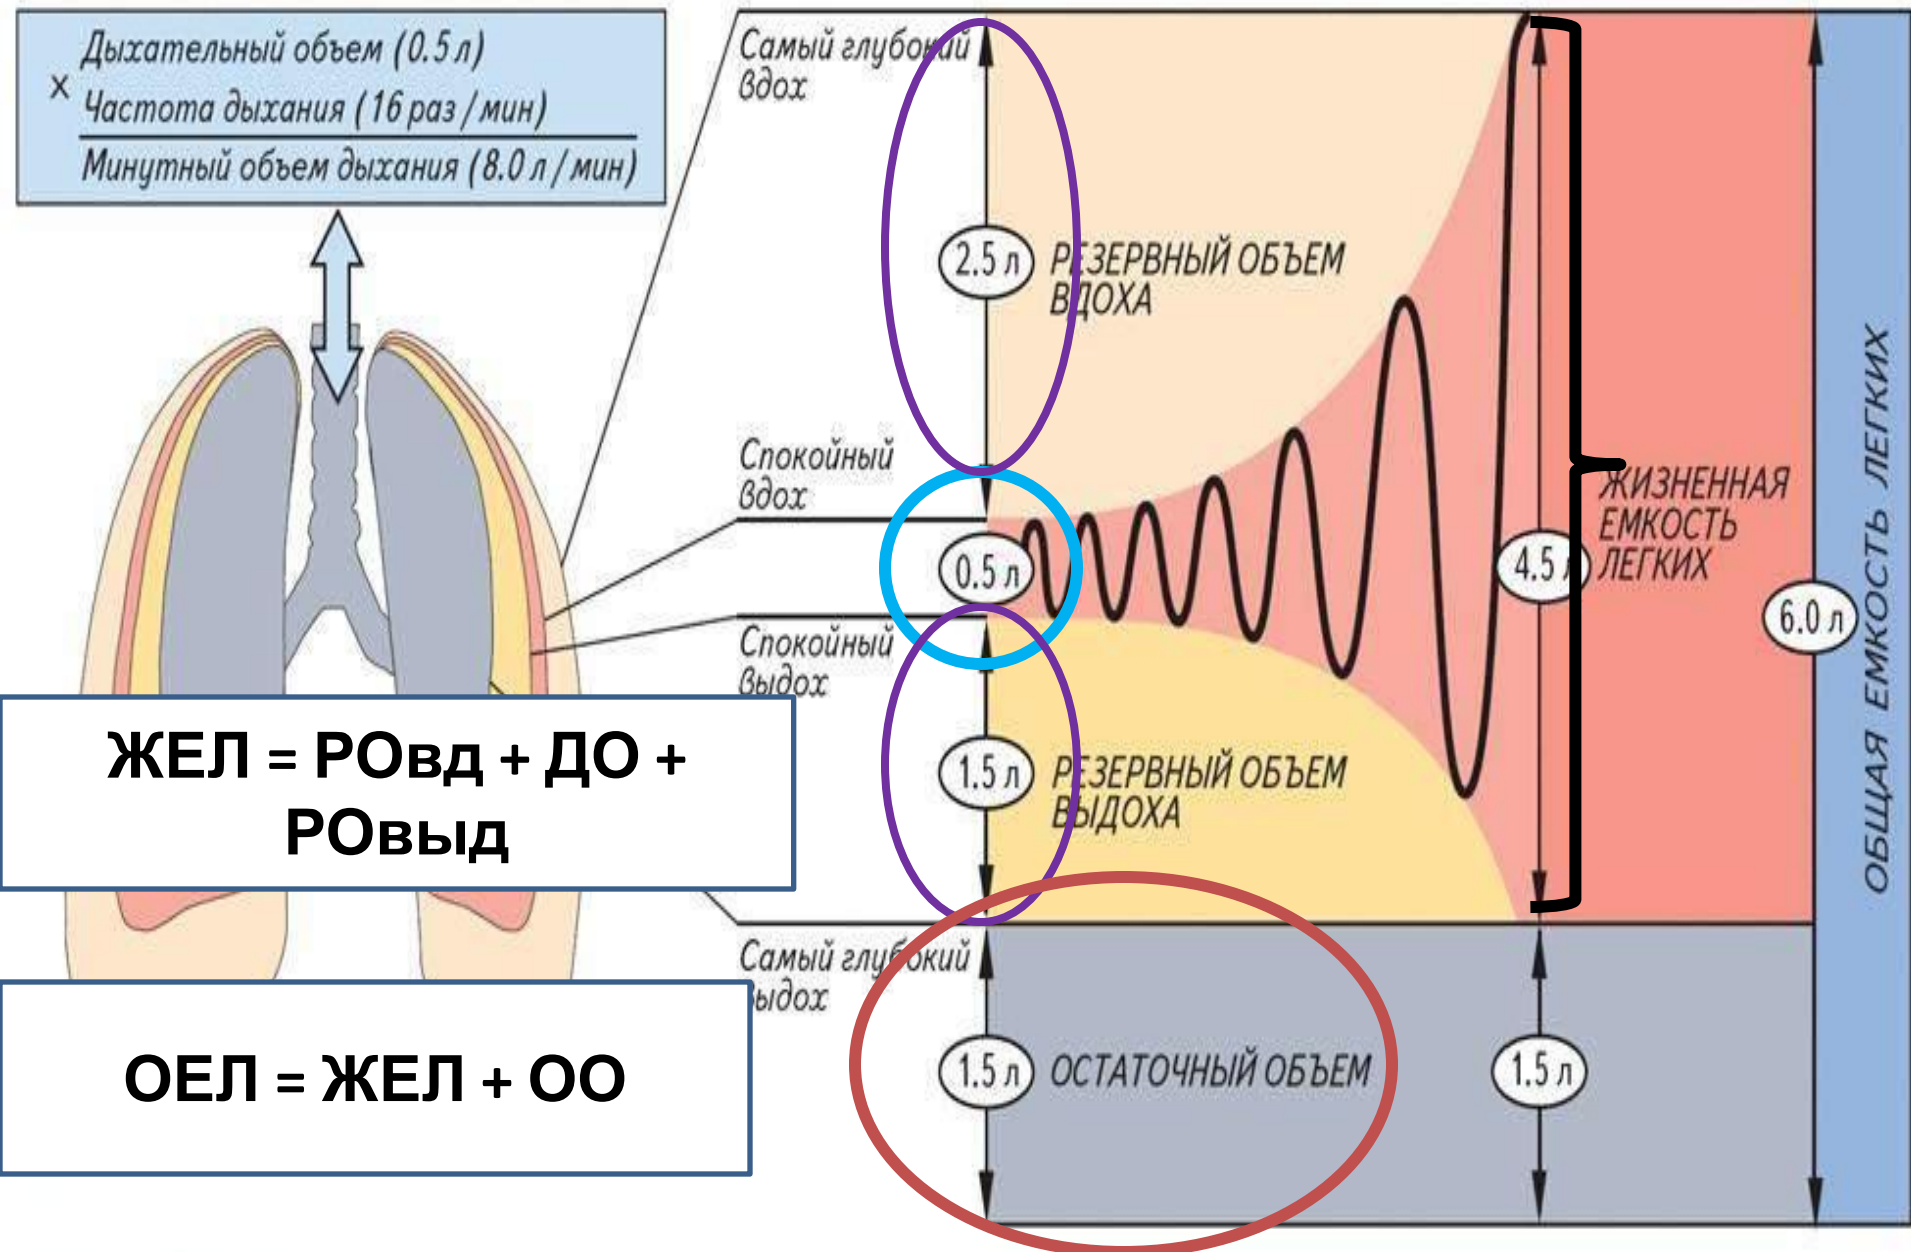 Дыхательный объем (0.5 л)
× Частота дыхания (16 раз / мин)
Минутный объем дыхания (8.0 л / мин)
Самый глубокий
вдох
2.5 л
РЕЗЕРВНЫЙ ОБЪЕМ
ВДОХА
Спокойный
вдох
0.5 л
Спокойный
выдох
1.5 л
РЕЗЕРВНЫЙ ОБЪЕМ
ВЫДОХА
Самый глубокий
выдох
1.5 л
ОСТАТОЧНЫЙ ОБЪЕМ
1.5 л
4.5 л
ЖИЗНЕННАЯ
ЕМКОСТЬ
ЛЕГКИХ
6.0 л
ОБЩАЯ ЕМКОСТЬ ЛЕГКИХ
ЖЕЛ = РОвд + ДО +
РОвыд
ОЕЛ = ЖЕЛ + ОО